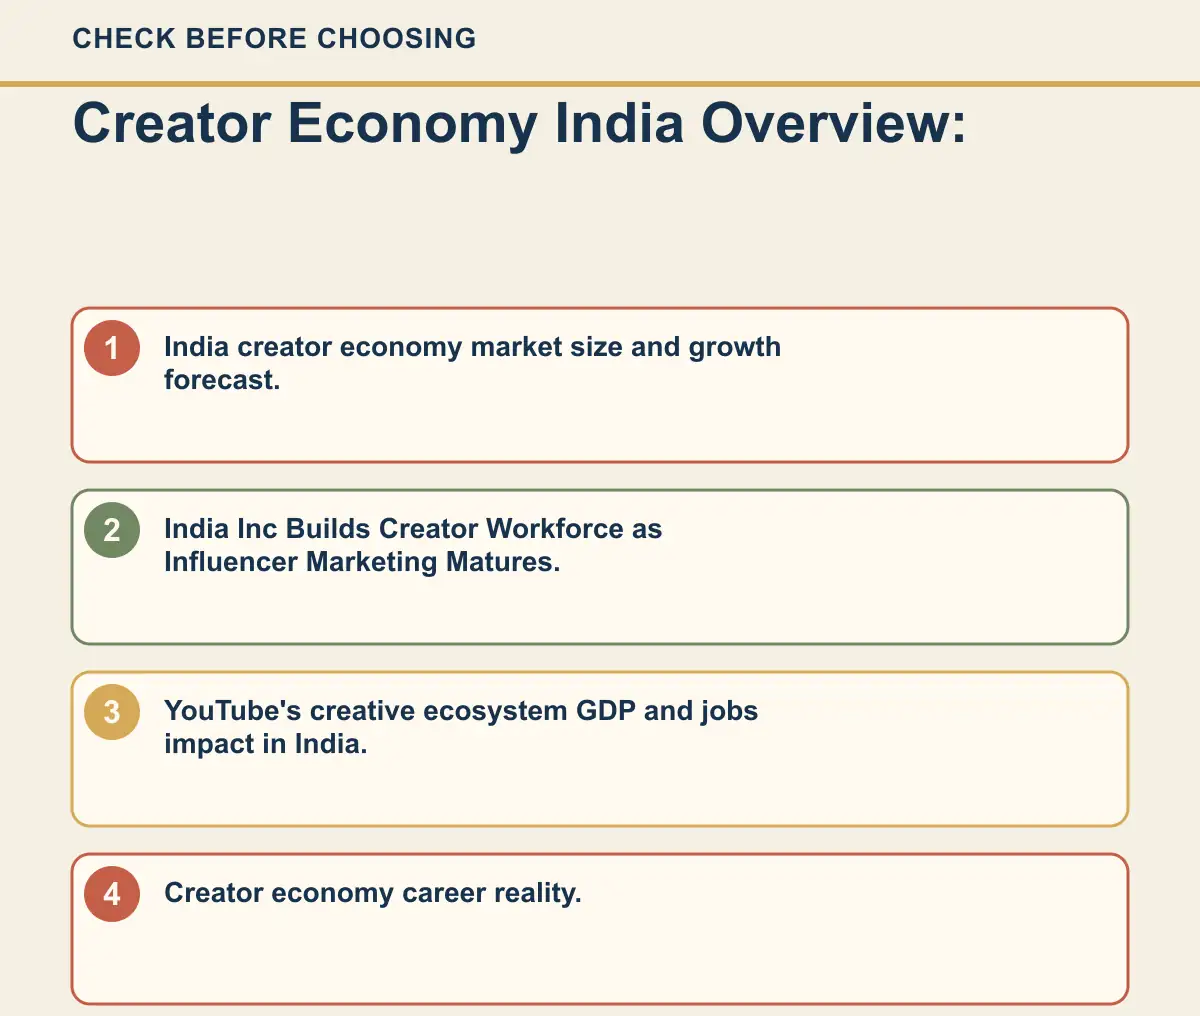 CHECK BEFORE CHOOSING
Creator Economy India Overview:
1
India creator economy market size and growth
forecast.
2
India Inc Builds Creator Workforce as
Influencer Marketing Matures.
3
YouTube's creative ecosystem GDP and jobs
impact in India.
4
Creator economy career reality.